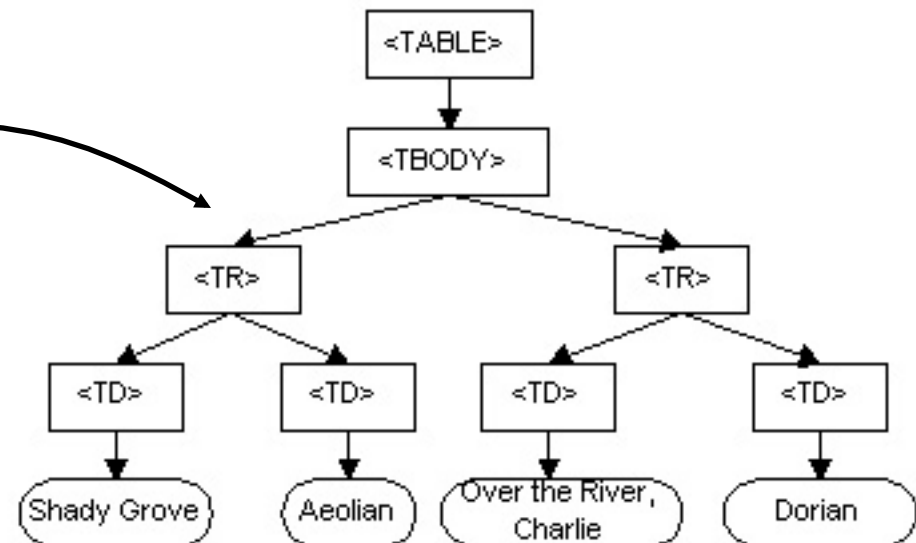 <TABLE>
<TBODY>
<TR>
<TR>
<TD>
<TD>
<TD>
<TD>
Shady Grove
Aeolian
Over the River,
Charlie
Dorian